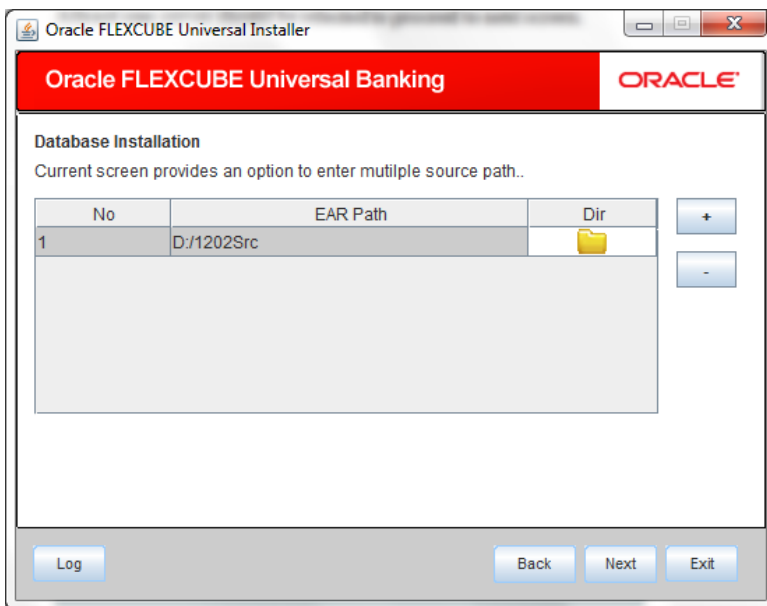 Oracle FLEXCUBE Universal Installer
Oracle FLEXCUBE Universal Banking
ORACLE
Database Installation
Current screen provides an option to enter mutilple source path..
No EAR Path Dir +
1 D:/1202Src
-
Log Back Next Exit